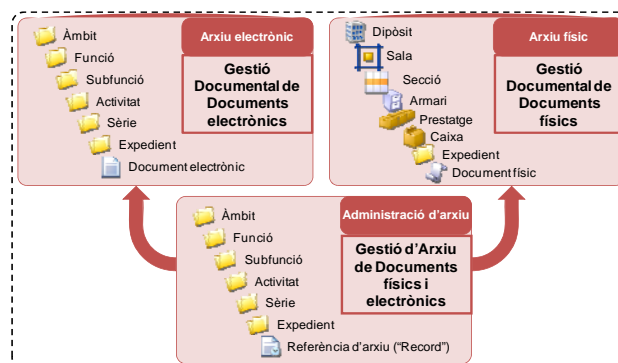 Arxiu electrònic
Àmbit
Funció
Subfunció
Activitat
Sèrie
Expedient
Document electrònic
Gestió
Documental de
Documents
electrònics
Arxiu físic
Dipòsit
Sala
Secció
Armari
Prestatge
Caixa
Expedient
Document físic
Gestió
Documental de
Documents
físics
Administració d'arxiu
Àmbit
Funció
Subfunció
Activitat
Sèrie
Expedient
Referència d'arxiu ("Record")
Gestió d'Arxiu
de Documents
físics i
electrònics